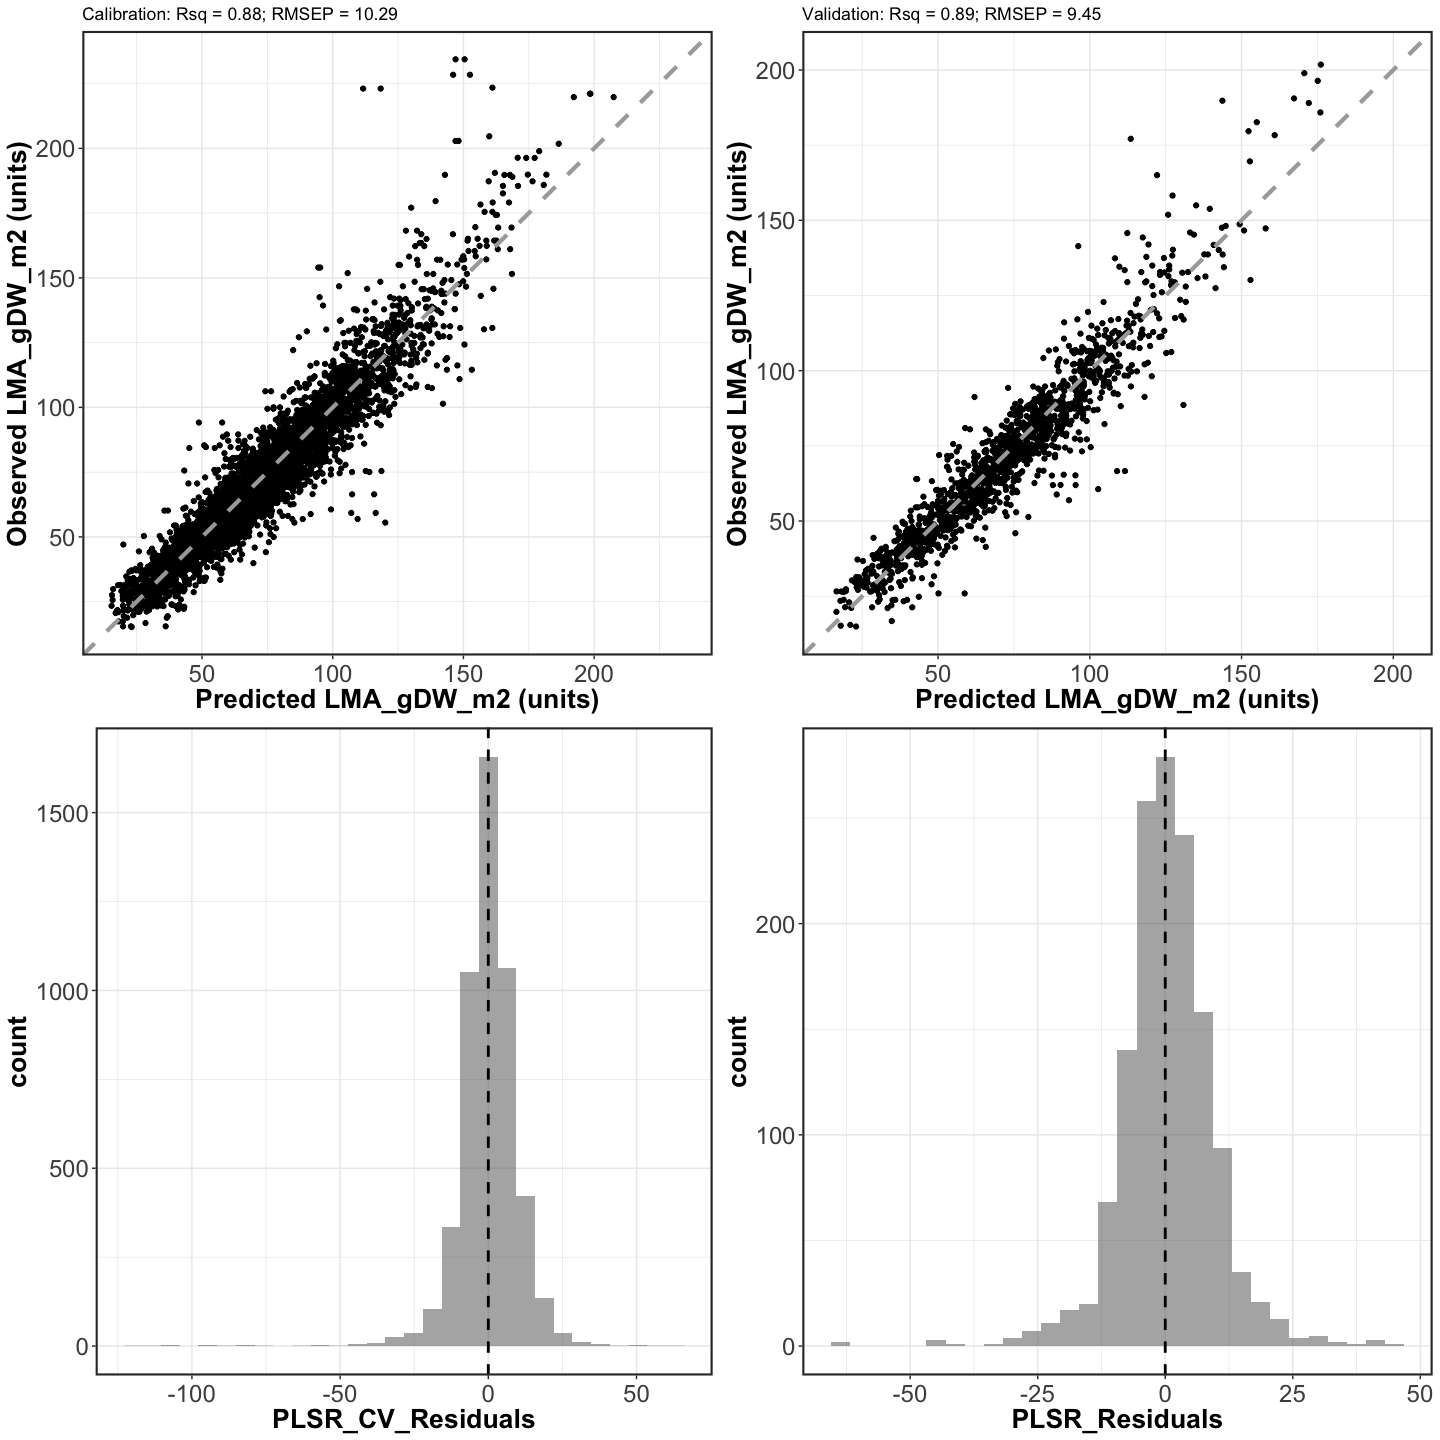 Calibration: Rsq = 0.88; RMSEP = 10.29
Observed LMA_gDW_m2 (units)
200
150
100
50
50 100 150 200
Predicted LMA_gDW_m2 (units)
Validation: Rsq = 0.89; RMSEP = 9.45
Observed LMA_gDW_m2 (units)
200
150
100
50
50 100 150 200
Predicted LMA_gDW_m2 (units)
count
1500
1000
500
0
-100 -50 0 50
PLSR_CV_Residuals
count
200
100
0
-50 -25 0 25 50
PLSR_Residuals